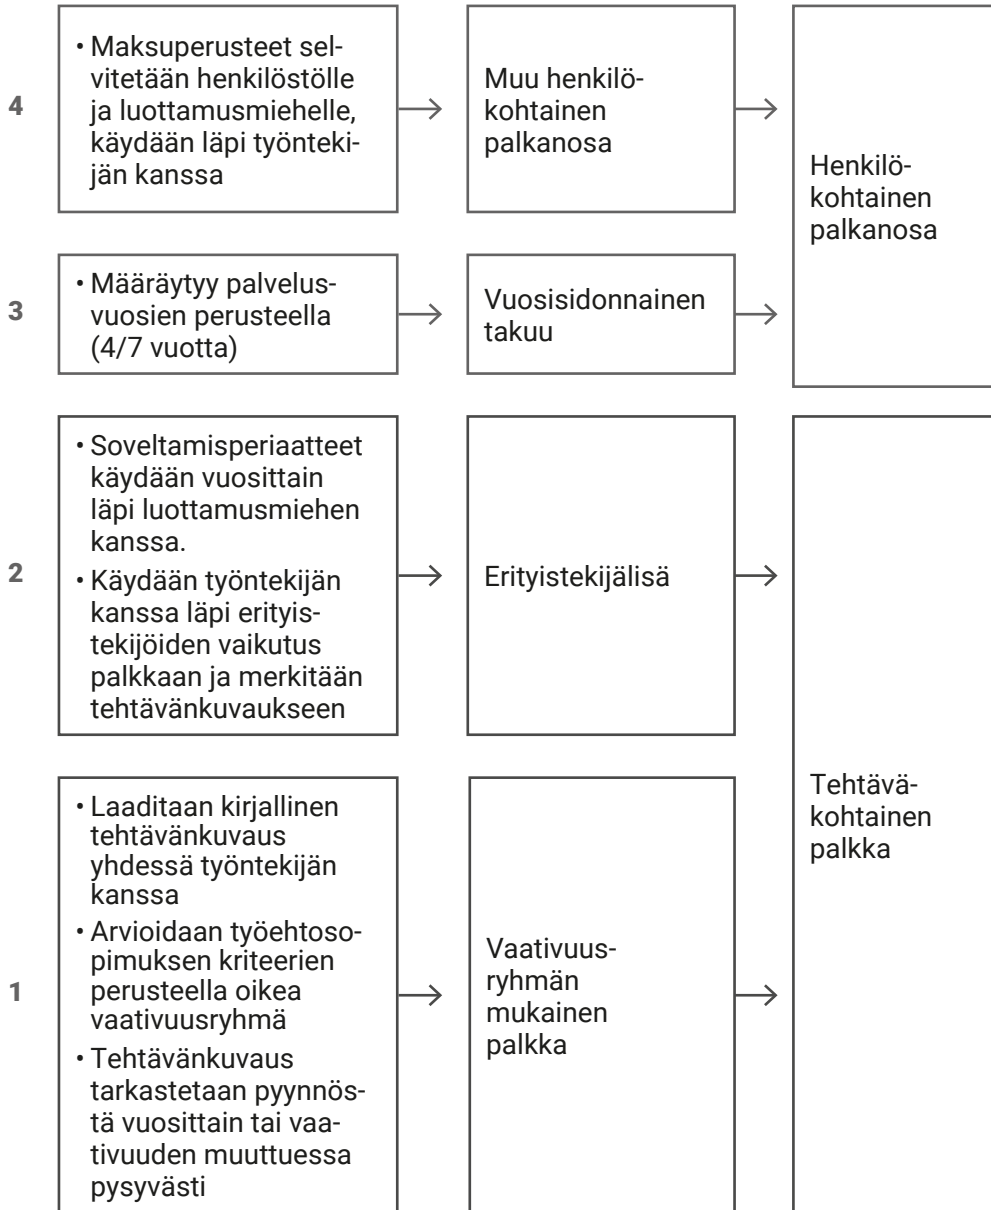 4
• Maksuperusteet sel-
vitetään henkilöstölle
ja luottamusmiehelle,
käydään läpi työnteki-
jän kanssa
Muu henkilö-
kohtainen
palkanosa
Henkilö-
kohtainen
palkanosa
3
• Määräytyy palvelus-
vuosien perusteella
(4/7 vuotta)
Vuosisidonnainen
takuu
2
• Soveltamisperiaatteet
käydään vuosittain
läpi luottamusmiehen
kanssa.
• Käydään työntekijän
kanssa läpi erityis-
tekijöiden vaikutus
palkkaan ja merkitään
tehtävänkuvaukseen
Erityistekijälisä
Tehtävä-
kohtainen
palkka
1
• Laaditaan kirjallinen
tehtävänkuvaus
yhdessä työntekijän
kanssa
• Arvioidaan työehtoso-
pimuksen kriteerien
perusteella oikea
vaativuusryhmä
• Tehtävänkuvaus
tarkastetaan pyynnös-
tä vuosittain tai vaa-
tivuuden muuttuessa
pysyvästi
Vaativuus-
ryhmän
mukainen
palkka